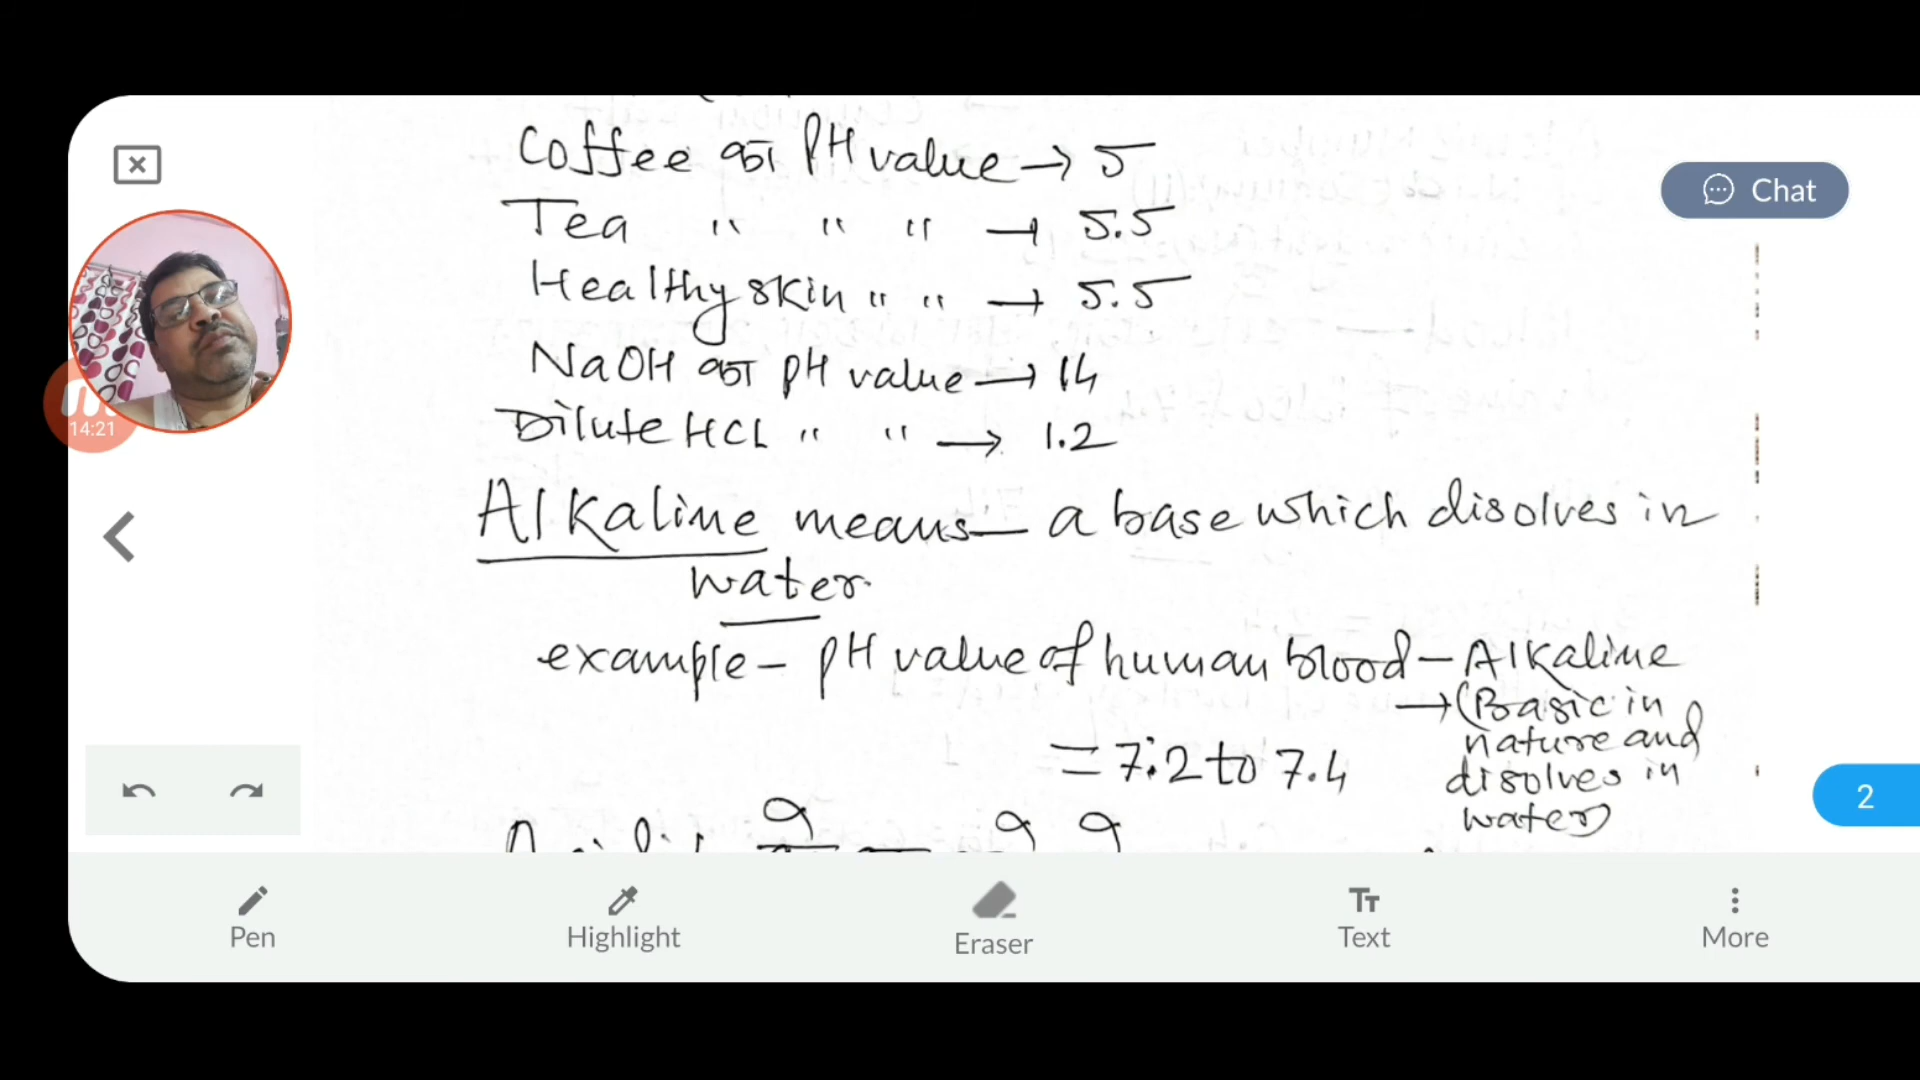 Coffee का PH value → 5
Tea " " " → 5.5
Healthy skin " " → 5.5
NaOH का pH value → 14
Dilute HCL " " → 1.2
Alkaline means — a base which disolves in
water
example - pH value of human blood - Alkaline
→ (Basic in
nature and
disolves in
water)
= 7.2 to 7.4
Chat
14:21
2
Pen
Highlight
Eraser
Text
More